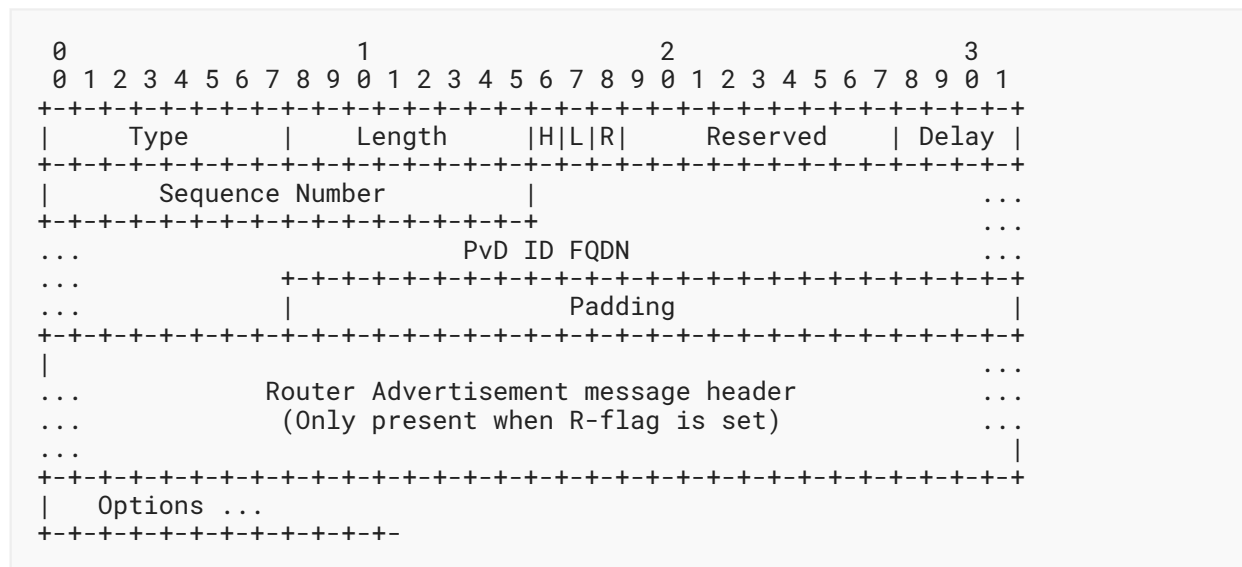 0                   1                   2                   3
 0 1 2 3 4 5 6 7 8 9 0 1 2 3 4 5 6 7 8 9 0 1 2 3 4 5 6 7 8 9 0 1
+-+-+-+-+-+-+-+-+-+-+-+-+-+-+-+-+-+-+-+-+-+-+-+-+-+-+-+-+-+-+-+-+
|     Type      |    Length     |H|L|R|     Reserved    | Delay |
+-+-+-+-+-+-+-+-+-+-+-+-+-+-+-+-+-+-+-+-+-+-+-+-+-+-+-+-+-+-+-+-+
|       Sequence Number         |                             ...
+-+-+-+-+-+-+-+-+-+-+-+-+-+-+-+-+                             ...
...                         PvD ID FQDN                       ...
...             +-+-+-+-+-+-+-+-+-+-+-+-+-+-+-+-+-+-+-+-+-+-+-+-+
...             |                  Padding                      |
+-+-+-+-+-+-+-+-+-+-+-+-+-+-+-+-+-+-+-+-+-+-+-+-+-+-+-+-+-+-+-+-+
|                                                             ...
...            Router Advertisement message header            ...
...             (Only present when R-flag is set)             ...
...                                                             |
+-+-+-+-+-+-+-+-+-+-+-+-+-+-+-+-+-+-+-+-+-+-+-+-+-+-+-+-+-+-+-+-+
|   Options ...
+-+-+-+-+-+-+-+-+-+-+-+-